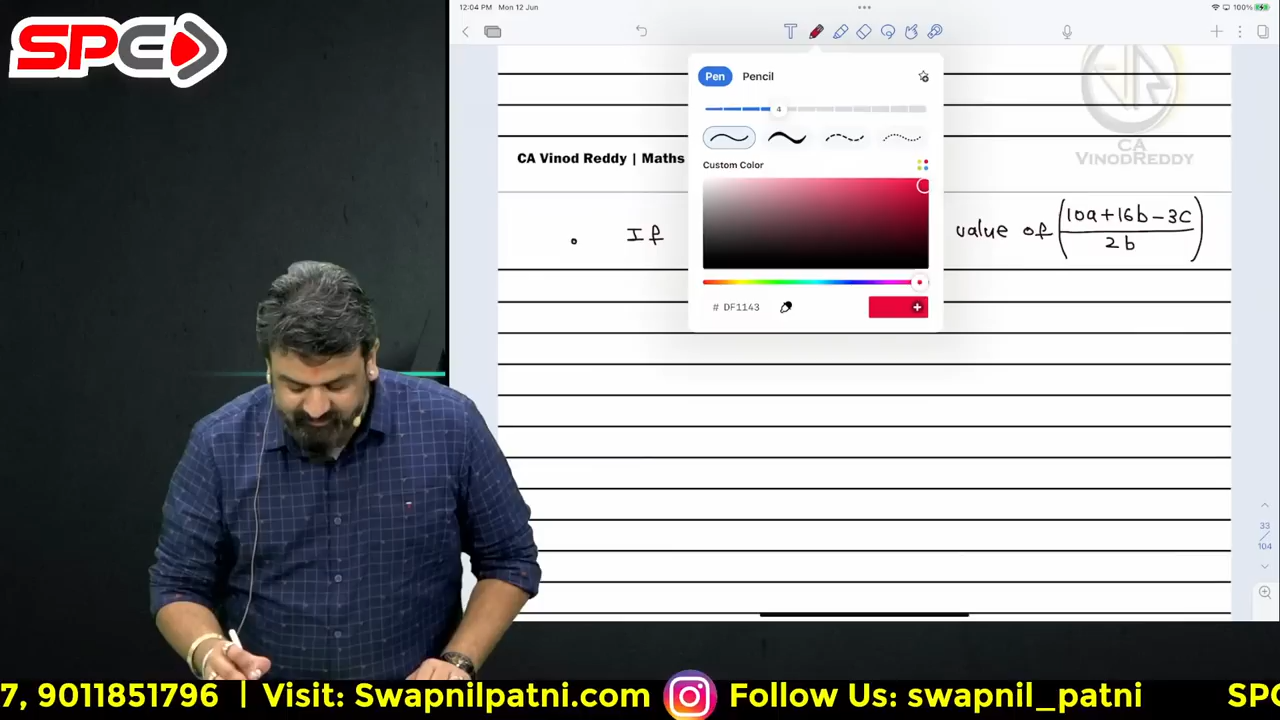 SPC
12:04 PM Mon 12 Jun
100%
T
Pen Pencil
4
Custom Color
# DF1143
CA Vinod Reddy | Maths
CA
VINODREDDY
If value of (10a+16b-3c / 2b)
33
104
7, 9011851796 | Visit: Swapnilpatni.com Follow Us: swapnil_patni SPC